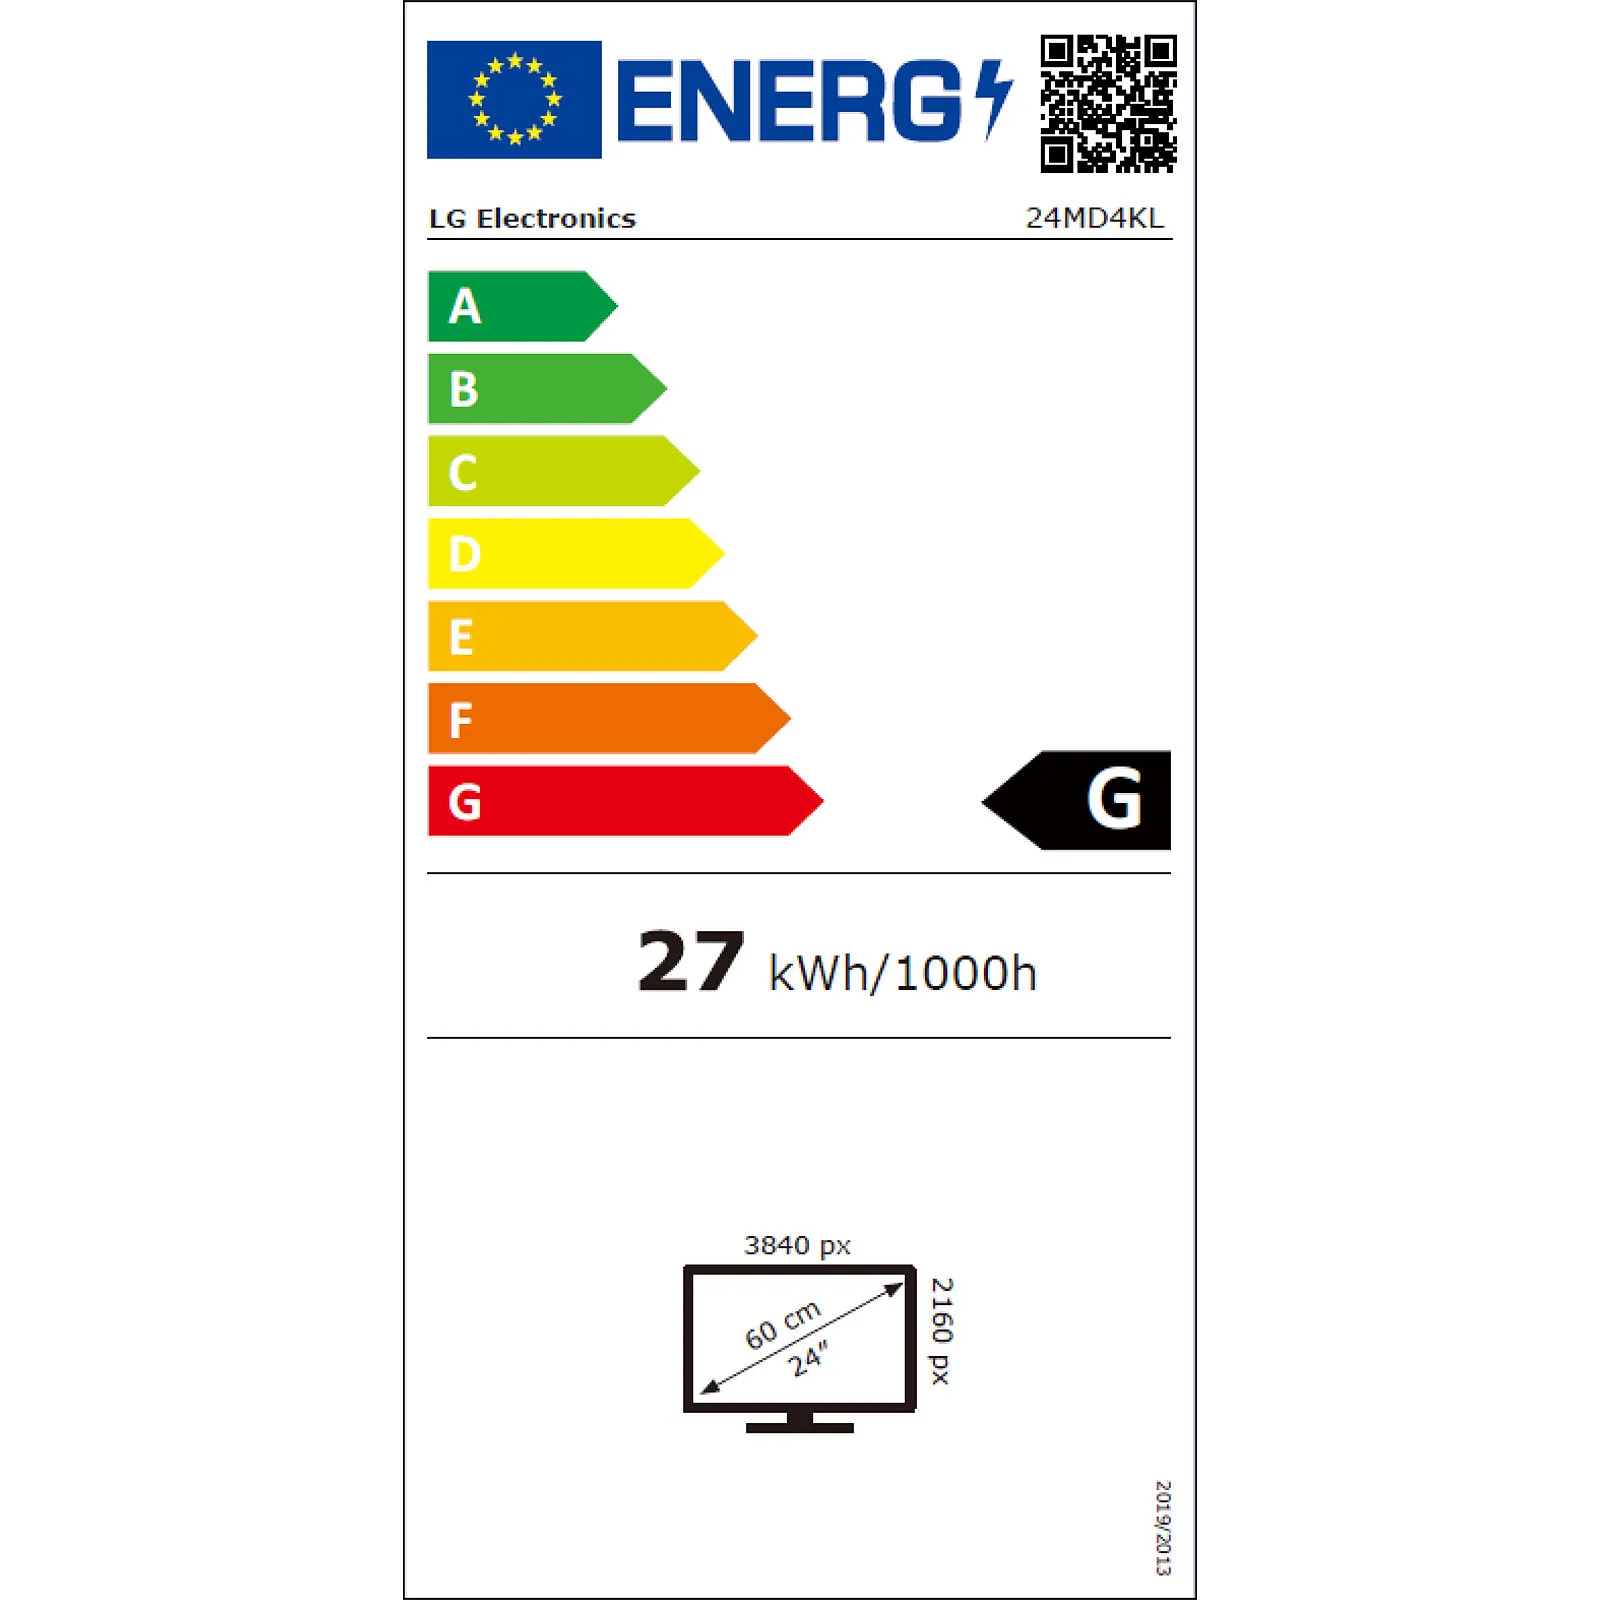 ENERG
LG Electronics 24MD4KL
A
B
C
D
E
F
G
G
27 kWh/1000h
3840 px
60 cm
24"
2160 px
2019/2013